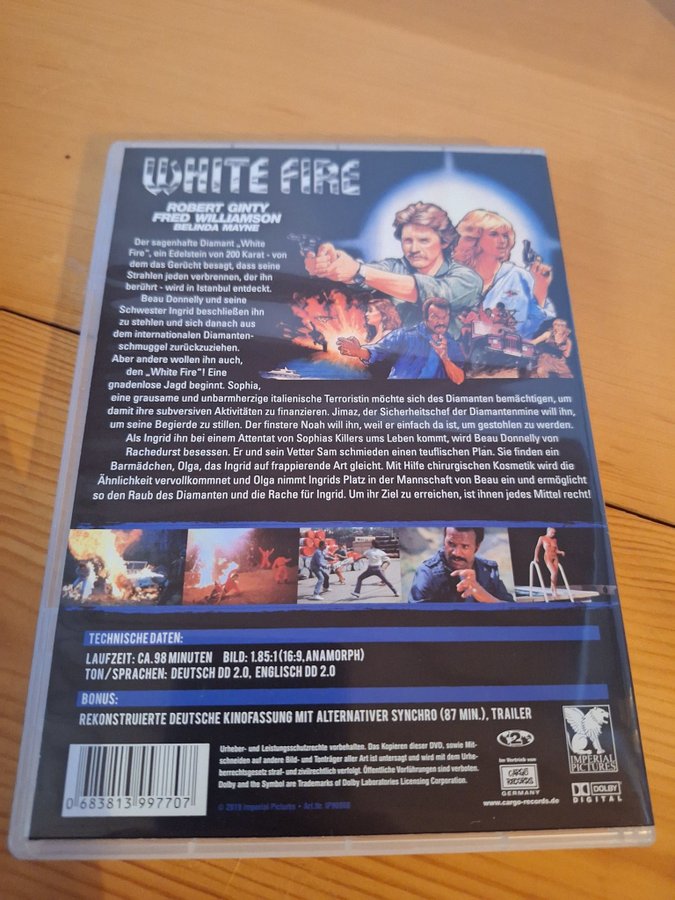 WHITE FIRE
ROBERT GINTY
FRED WILLIAMSON
BELINDA MAYNE
Der sagenhafte Diamant „White
Fire", ein Edelstein von 200 Karat - von
dem das Gerücht besagt, dass seine
Strahlen jeden verbrennen, der ihn
berührt - wird in Istanbul entdeckt.
Beau Donnelly und seine
Schwester Ingrid beschließen ihn
zu stehlen und sich danach aus
dem internationalen Diamanten-
schmuggel zurückzuziehen.
Aber andere wollen ihn auch,
den „White Fire"! Eine
gnadenlose Jagd beginnt. Sophia,
eine grausame und unbarmherzige italienische Terroristin möchte sich des Diamanten bemächtigen, um
damit ihre subversiven Aktivitäten zu finanzieren. Jimaz, der Sicherheitschef der Diamantenmine will ihn,
um seine Begierde zu stillen. Der finstere Noah will ihn, weil er einfach da ist, um gestohlen zu werden.
Als Ingrid ihn bei einem Attentat von Sophias Killers ums Leben kommt, wird Beau Donnelly von
Rachedurst besessen. Er und sein Vetter Sam schmieden einen teuflischen Plan. Sie finden ein
Barmädchen, Olga, das Ingrid auf frappierende Art gleicht. Mit Hilfe chirurgischen Kosmetik wird die
Ähnlichkeit vervollkommnet und Olga nimmt Ingrids Platz in der Mannschaft von Beau ein und ermöglicht
so den Raub des Diamanten und die Rache für Ingrid. Um ihr Ziel zu erreichen, ist ihnen jedes Mittel recht!
TECHNISCHE DATEN:
LAUFZEIT: CA. 98 MINUTEN BILD: 1.85:1 (16:9, ANAMORPH)
TON/SPRACHEN: DEUTSCH DD 2.0, ENGLISCH DD 2.0
BONUS:
REKONSTRUIERTE DEUTSCHE KINOFASSUNG MIT ALTERNATIVER SYNCHRO (87 MIN.), TRAILER
0 683813 997707
Urheber- und Leistungsschutzrechte vorbehalten. Das Kopieren dieser DVD, sowie Mit-
schneiden auf andere Bild- und Tonträger aller Art ist untersagt und wird mit dem Urhe-
berrechtsgesetz straf- und zivilrechtlich verfolgt. Öffentliche Vorführungen sind verboten.
Dolby and the Symbol are Trademarks of Dolby Laboratories Licensing Corporation.
© 2019 Imperial Pictures - Art.Nr.
2
Im Vertrieb von
CARGO
RECORDS
GERMANY
www.cargo-records.de
IMPERIAL
PICTURES
DOLBY
DIGITAL